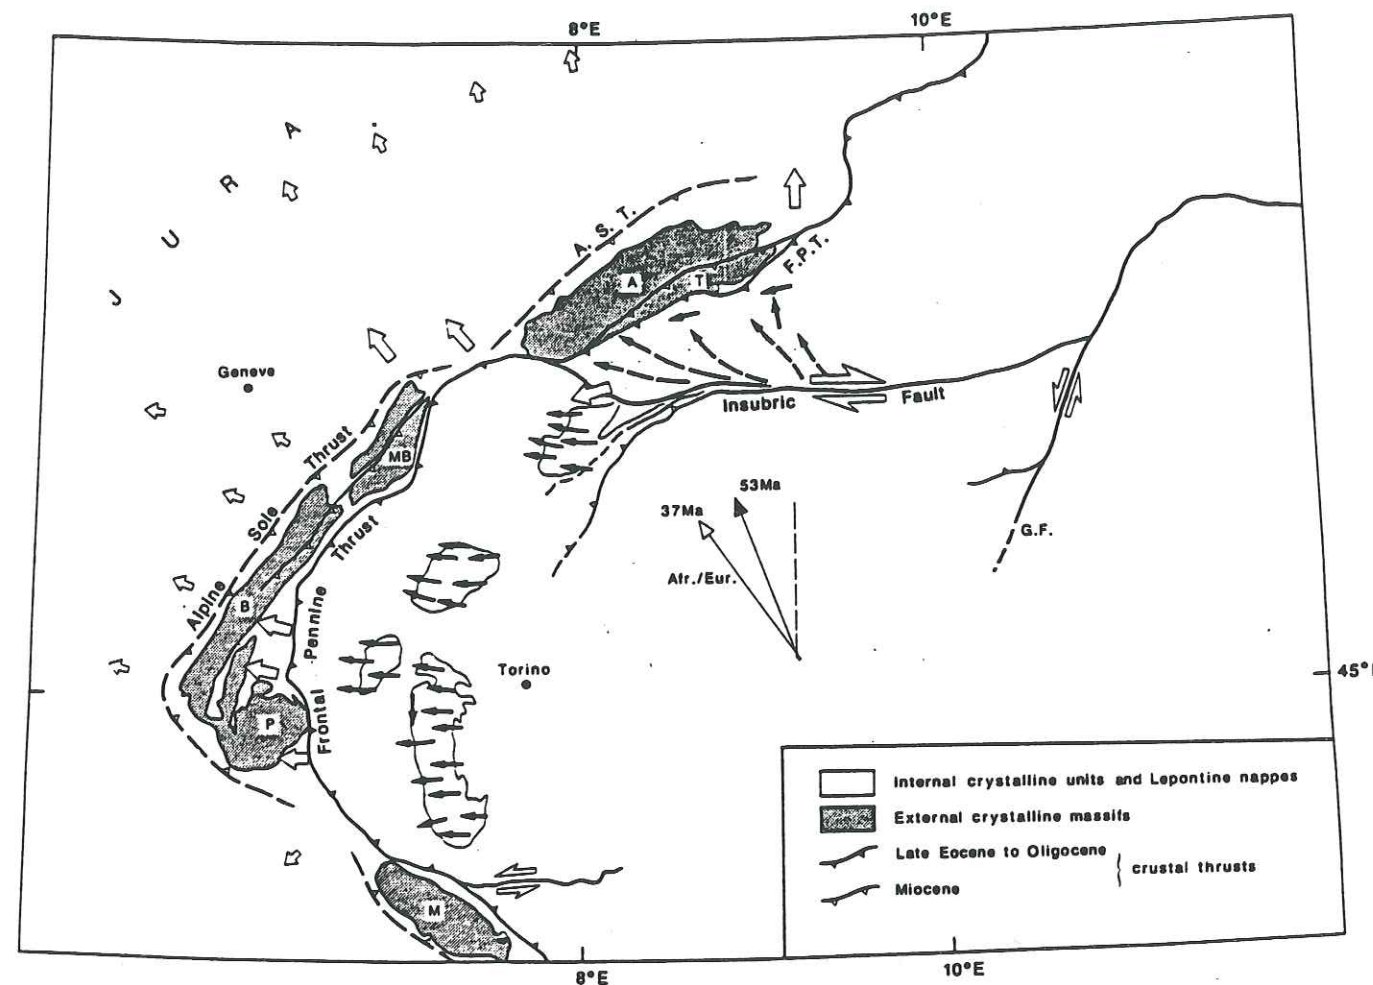 8°E
10°E
JURA
A. S. T.
F.P.T.
A
T
Geneve
Insubric Fault
Thrust
MB
53Ma
37Ma
Sole
Thrust
G.F.
Afr./Eur.
Alpine
B
Pennine
Torino
45°
P
Frontal
Internal crystalline units and Lepontine nappes
External crystalline massifs
Late Eocene to Oligocene
crustal thrusts
Miocene
M
8°E
10°E